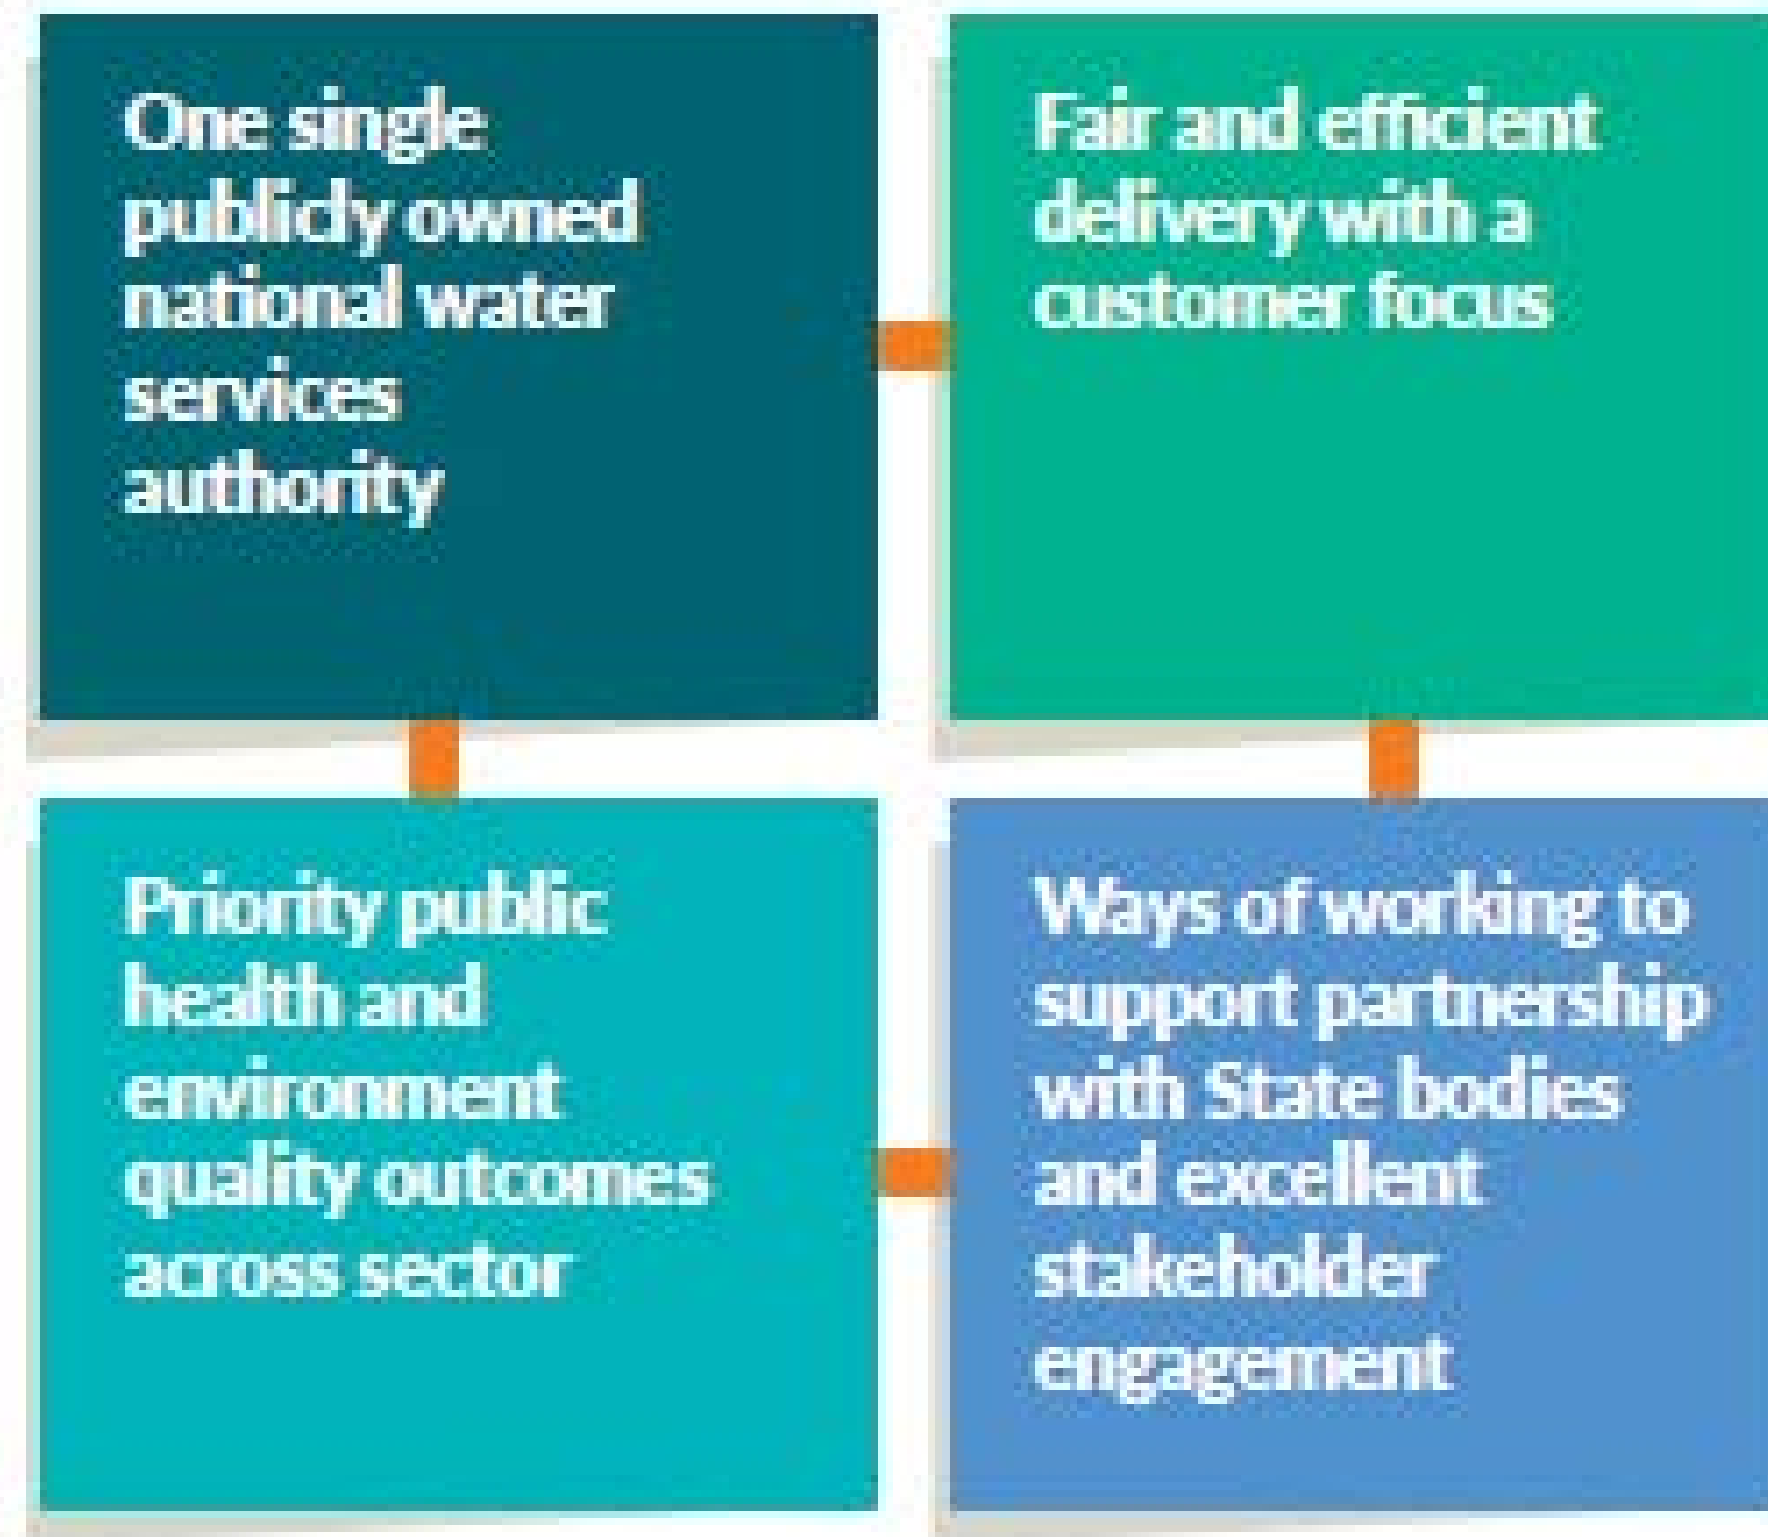 One single
publicly owned
national water
services
authority
Fair and efficient
delivery with a
customer focus
Priority public
health and
environment
quality outcomes
across sector
Ways of working to
support partnership
with State bodies
and excellent
stakeholder
engagement